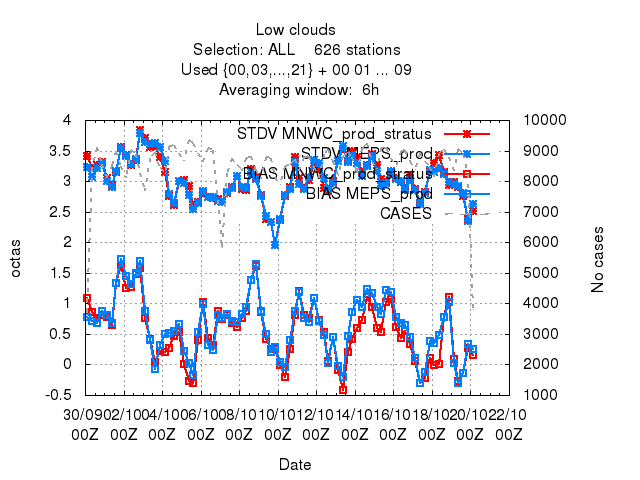 Low clouds
Selection: ALL 626 stations
Used {00,03,...,21} + 00 01 ... 09
Averaging window: 6h
4 10000
STDV MNWC_prod_stratus
3.5 9000
STDV MEPS_prod
3 8000
BIAS MNWC_prod_stratus
BIAS MEPS_prod
2.5 7000
CASES
2 6000
1.5 5000
1 4000
0.5 3000
0 2000
-0.5 1000
octas
No cases
30/09 02/10 04/10 06/10 08/10 10/10 12/10 14/10 16/10 18/10 20/10 22/10
00Z 00Z 00Z 00Z 00Z 00Z 00Z 00Z 00Z 00Z 00Z 00Z
Date